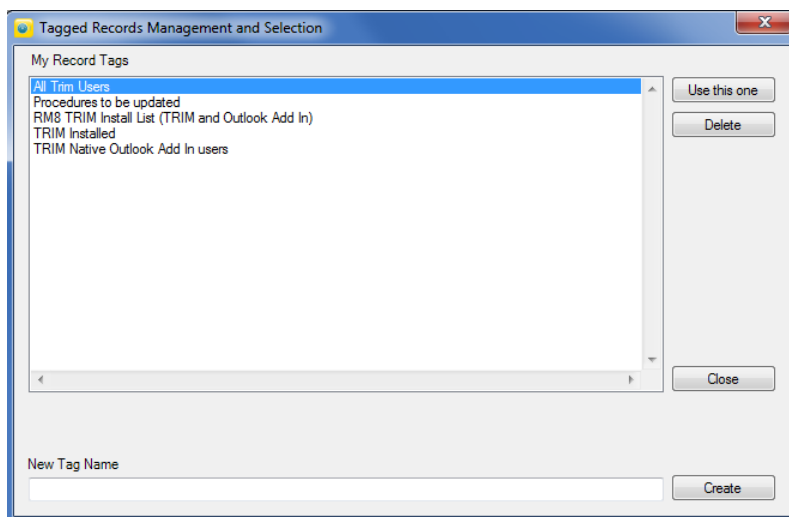 Tagged Records Management and Selection
My Record Tags
All Trim Users
Procedures to be updated
RM8 TRIM Install List (TRIM and Outlook Add In)
TRIM Installed
TRIM Native Outlook Add In users
Use this one
Delete
Close
New Tag Name
Create